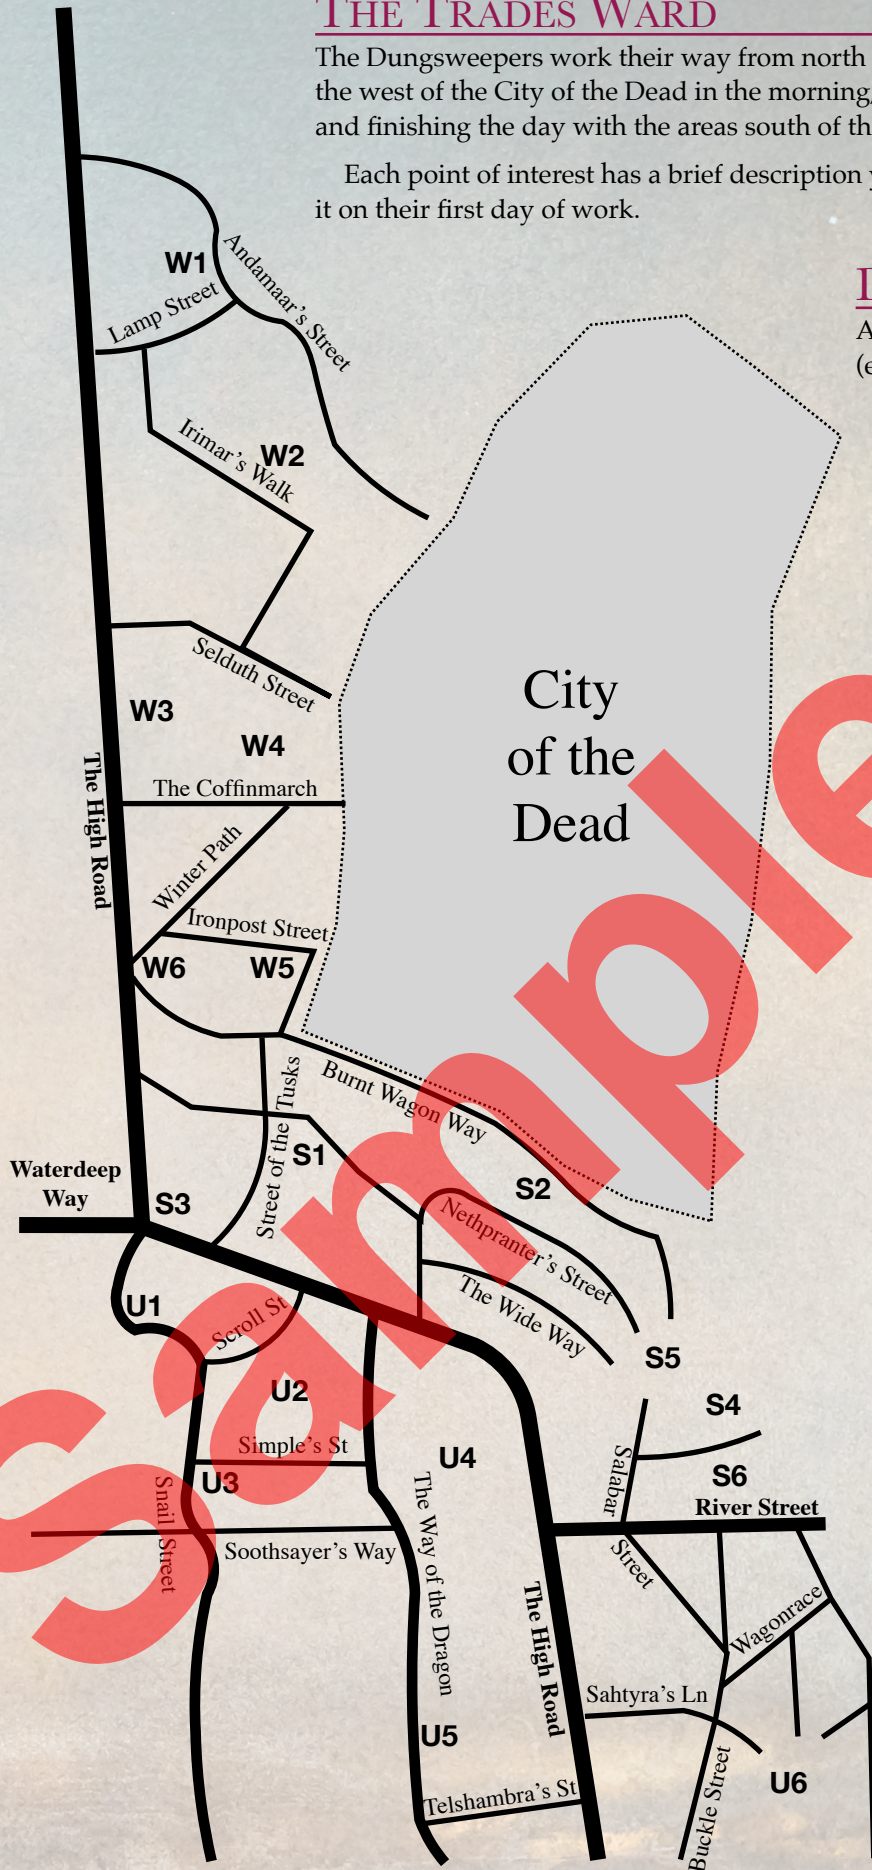 THE TRADES WARD
The Dungsweepers work their way from north
the west of the City of the Dead in the morning,
and finishing the day with the areas south of th
Each point of interest has a brief description y
it on their first day of work.
D
A
(e
W1
Andamaar's Street
Lamp Street
Irimar's Walk
W2
Selduth Street
W3
W4
City
of the
Dead
The High Road
The Coffinmarch
Winter Path
Ironpost Street
W6
W5
Burnt Wagon Way
Street of the Tusks
S1
S2
Waterdeep
Way
S3
Nethpranter's Street
The Wide Way
U1
Scroll St
S5
U2
S4
Simple's St
U4
U3
Salabar
S6
River Street
Snail Street
The Way of the Dragon
Soothsayer's Way
Street
The High Road
Wagonrace
Sahtyra's Ln
U5
U6
Telshambra's St
Buckle Street
Sample